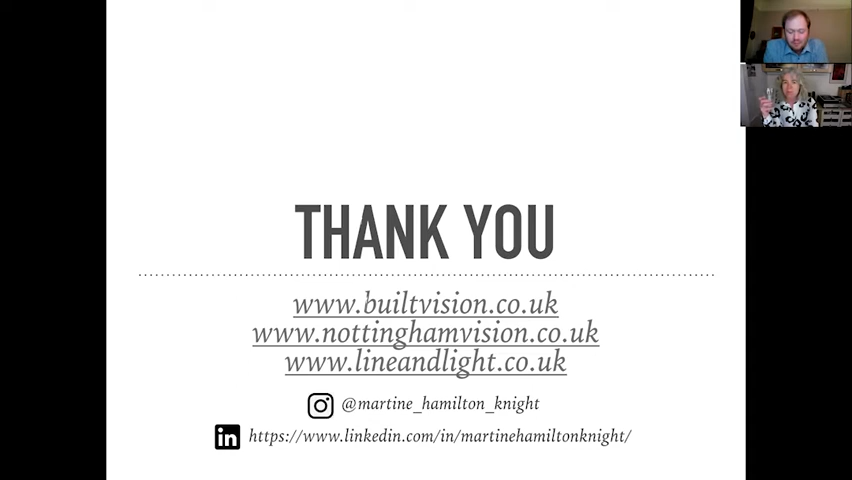 THANK YOU
www.builtvision.co.uk
www.nottinghamvision.co.uk
www.lineandlight.co.uk
@martine_hamilton_knight
in https://www.linkedin.com/in/martinehamiltonknight/